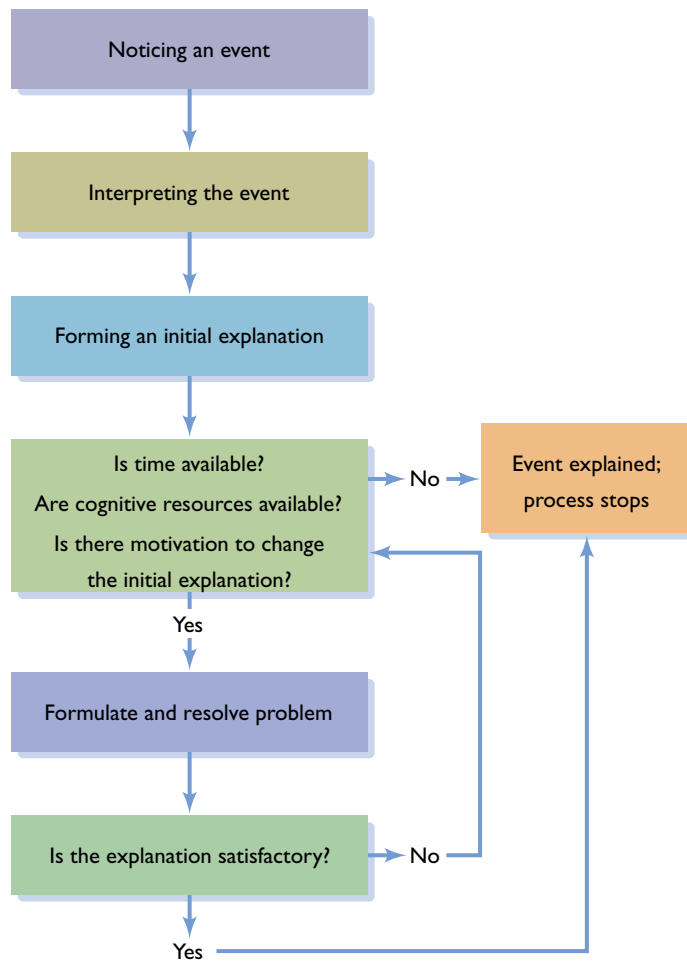 Noticing an event
Interpreting the event
Forming an initial explanation
Is time available?
Are cognitive resources available?
Is there motivation to change
the initial explanation?
No
Event explained;
process stops
Yes
Formulate and resolve problem
Is the explanation satisfactory?
No
Yes